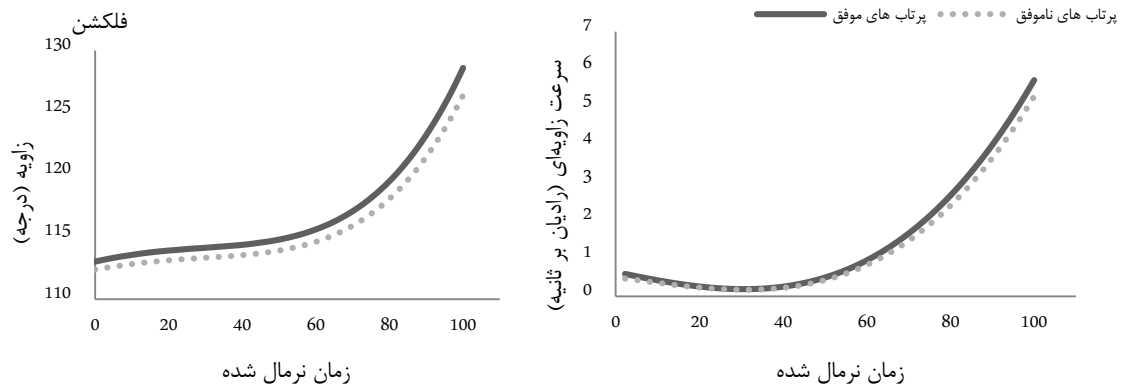 فلکشن
130
125
120
115
110
زاویه (درجه)
0 20 40 60 80 100
زمان نرمال شده
پرتاب های موفق پرتاب های ناموفق
7
6
5
4
3
2
1
0
سرعت زاویه‌ای (رادیان بر ثانیه)
0 20 40 60 80 100
زمان نرمال شده